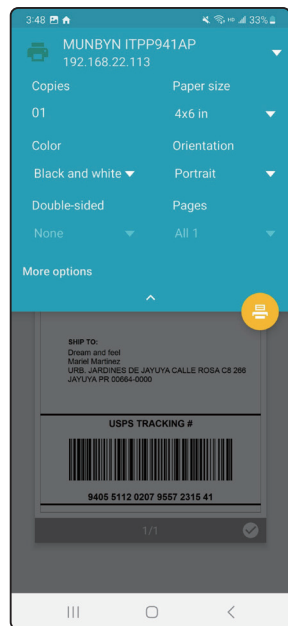 3:48 33%
MUNBYN ITPP941AP
192.168.22.113
Copies Paper size
01 4x6 in
Color Orientation
Black and white Portrait
Double-sided Pages
None All 1
More options
SHIP TO:
Dream and feel
Mariel Martinez
URB. JARDINES DE JAYUYA CALLE ROSA C8 266
JAYUYA PR 00664-0000
USPS TRACKING #
9405 5112 0207 9557 2315 41
1/1